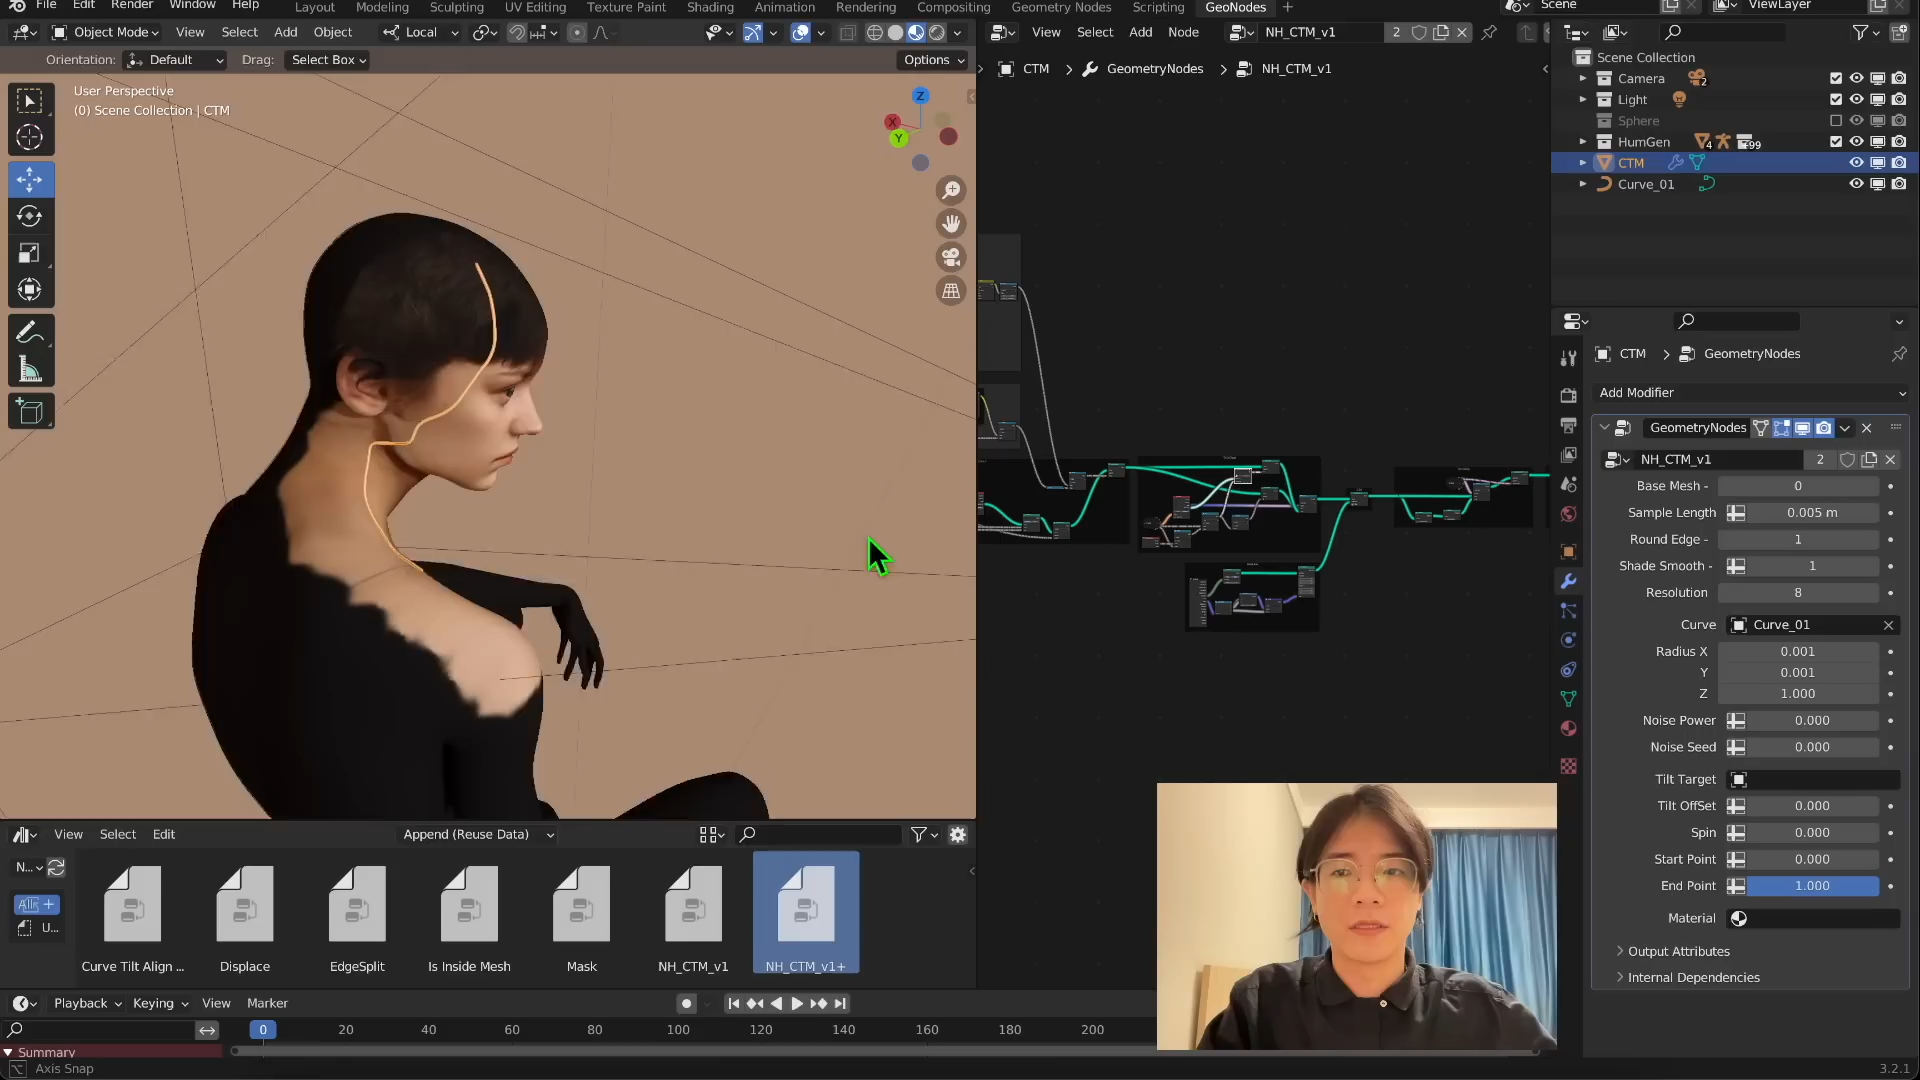 File Edit Render Window Help Layout Modeling Sculpting UV Editing Texture Paint Shading Animation Rendering Compositing Geometry Nodes Scripting GeoNodes + Scene ViewLayer
Object Mode View Select Add Object Local
View Select Add Node NH_CTM_v1 2
Orientation: Default Drag: Select Box Options
CTM > GeometryNodes > NH_CTM_v1
User Perspective
(0) Scene Collection | CTM
Z
X
Y
Scene Collection
Camera 2
Light
Sphere
HumGen 4 99
CTM
Curve_01
CTM > GeometryNodes
Add Modifier
GeometryNodes
NH_CTM_v1 2
Base Mesh - 0
Sample Length 0.005 m
Round Edge - 1
Shade Smooth - 1
Resolution 8
Curve Curve_01
Radius X 0.001
Y 0.001
Z 1.000
Noise Power 0.000
Noise Seed 0.000
Tilt Target
Tilt OffSet 0.000
Spin 0.000
Start Point 0.000
End Point 1.000
Material
Output Attributes
Internal Dependencies
View Select Edit Append (Reuse Data)
N...
All
U...
Curve Tilt Align ... Displace EdgeSplit Is Inside Mesh Mask NH_CTM_v1 NH_CTM_v1+
Playback Keying View Marker
0 20 40 60 80 100 120 140 160 180 200
Summary
Axis Snap
3.2.1